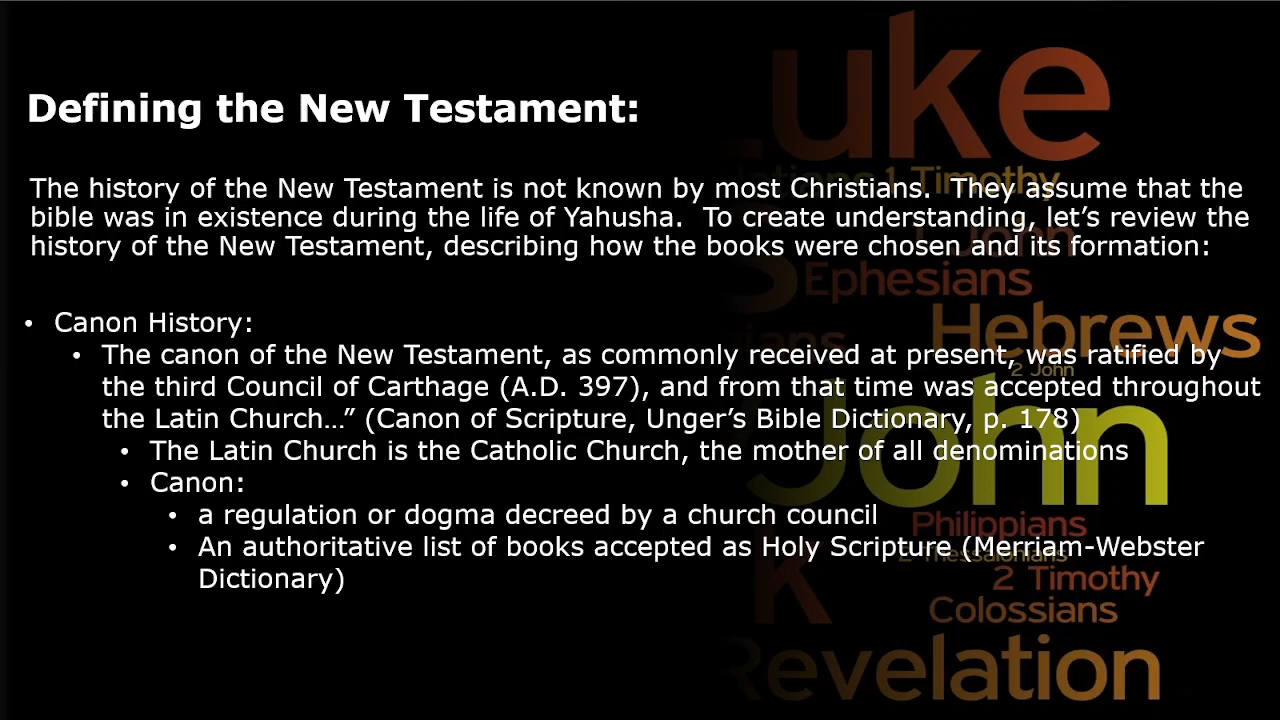 Defining the New Testament:
The history of the New Testament is not known by most Christians.  They assume that the
bible was in existence during the life of Yahusha.  To create understanding, let’s review the
history of the New Testament, describing how the books were chosen and its formation:
• Canon History:
• The canon of the New Testament, as commonly received at present, was ratified by
the third Council of Carthage (A.D. 397), and from that time was accepted throughout
the Latin Church…” (Canon of Scripture, Unger’s Bible Dictionary, p. 178)
• The Latin Church is the Catholic Church, the mother of all denominations
• Canon:
• a regulation or dogma decreed by a church council
• An authoritative list of books accepted as Holy Scripture (Merriam-Webster
Dictionary)
Luke
1 Timothy
Ephesians
Hebrews
2 John
John
Philippians
2 Thessalonians
2 Timothy
Colossians
Revelation